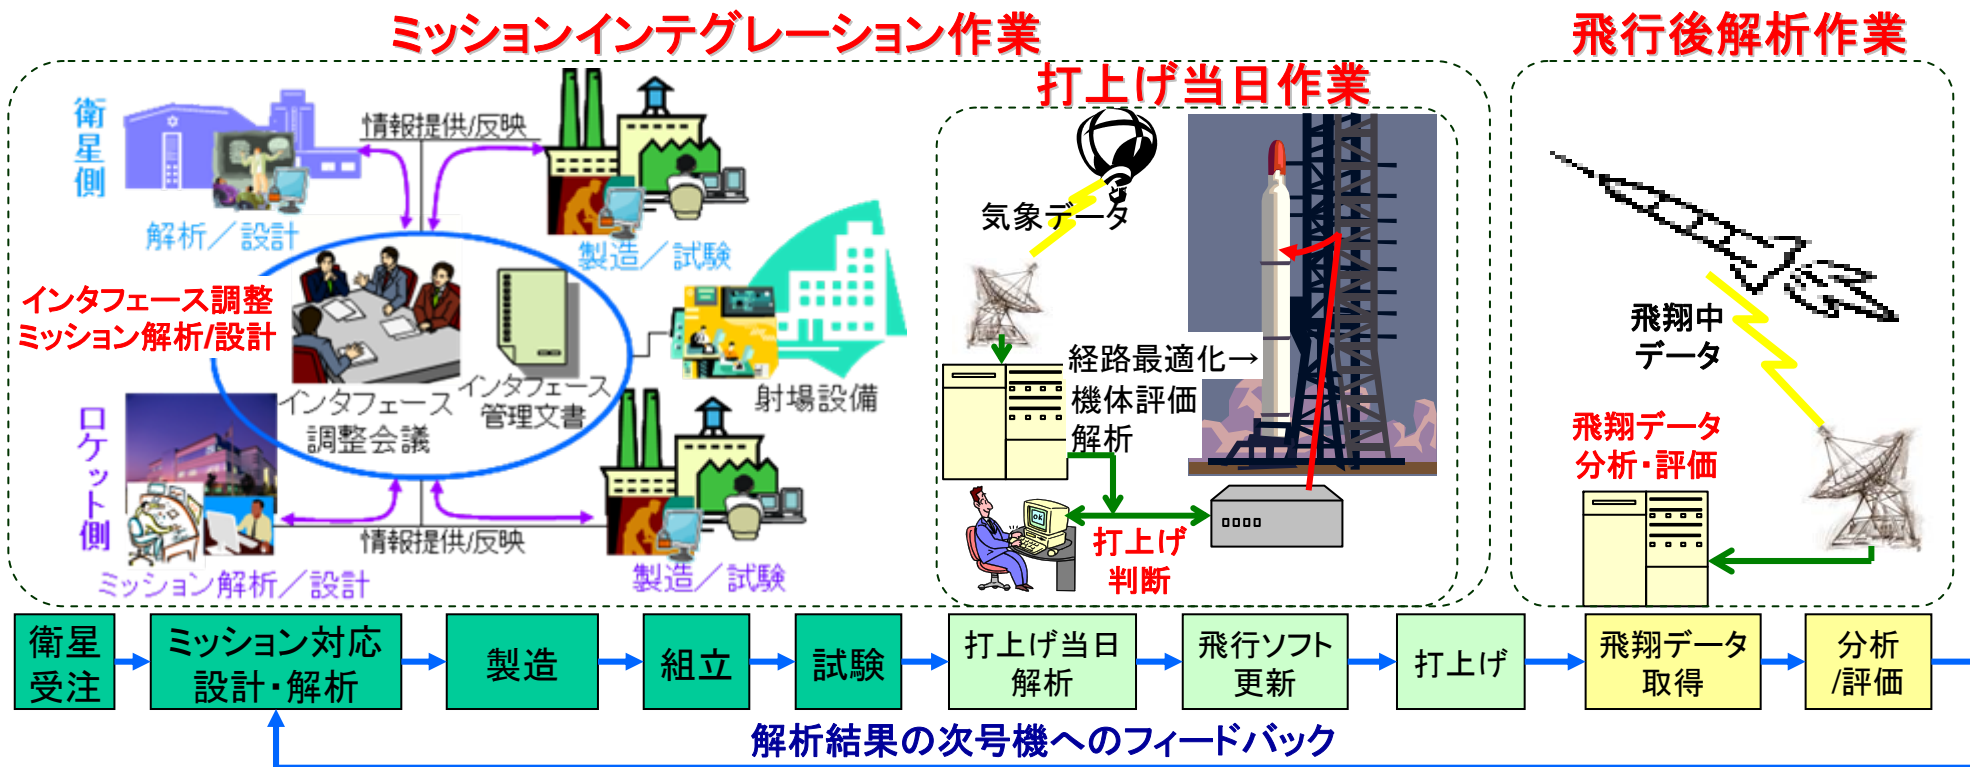 ミッションインテグレーション作業
飛行後解析作業
打上げ当日作業
衛星側
情報提供/反映
解析／設計
製造／試験
インタフェース調整
ミッション解析/設計
インタフェース
調整会議
インタフェース
管理文書
射場設備
ロケット側
情報提供/反映
ミッション解析／設計
製造／試験
気象データ
経路最適化→
機体評価
解析
OK
打上げ
判断
飛翔中
データ
飛翔データ
分析・評価
衛星
受注
ミッション対応
設計・解析
製造
組立
試験
打上げ当日
解析
飛行ソフト
更新
打上げ
飛翔データ
取得
分析
/評価
解析結果の次号機へのフィードバック